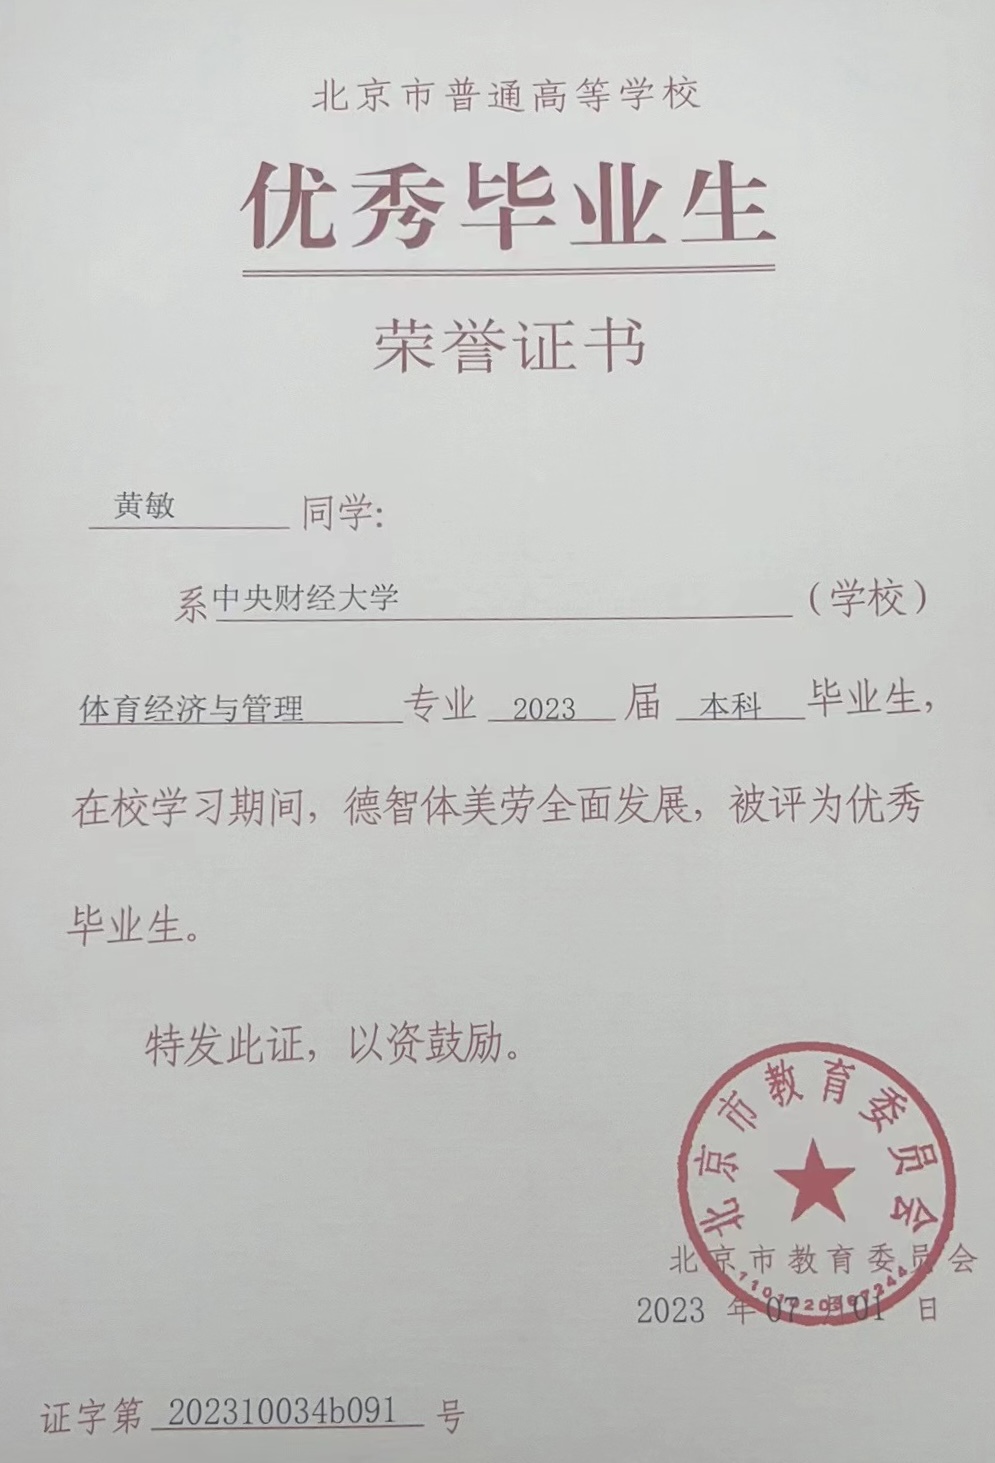 北京市普通高等学校
优秀毕业生
荣誉证书
黄敏 同学:
系中央财经大学 (学校)
体育经济与管理 专业 2023 届 本科 毕业生,
在校学习期间, 德智体美劳全面发展, 被评为优秀
毕业生。
特发此证, 以资鼓励。
北京市教育委员会
北京市教育委员会
2023 年 07 月 01 日
证字第 202310034b091 号